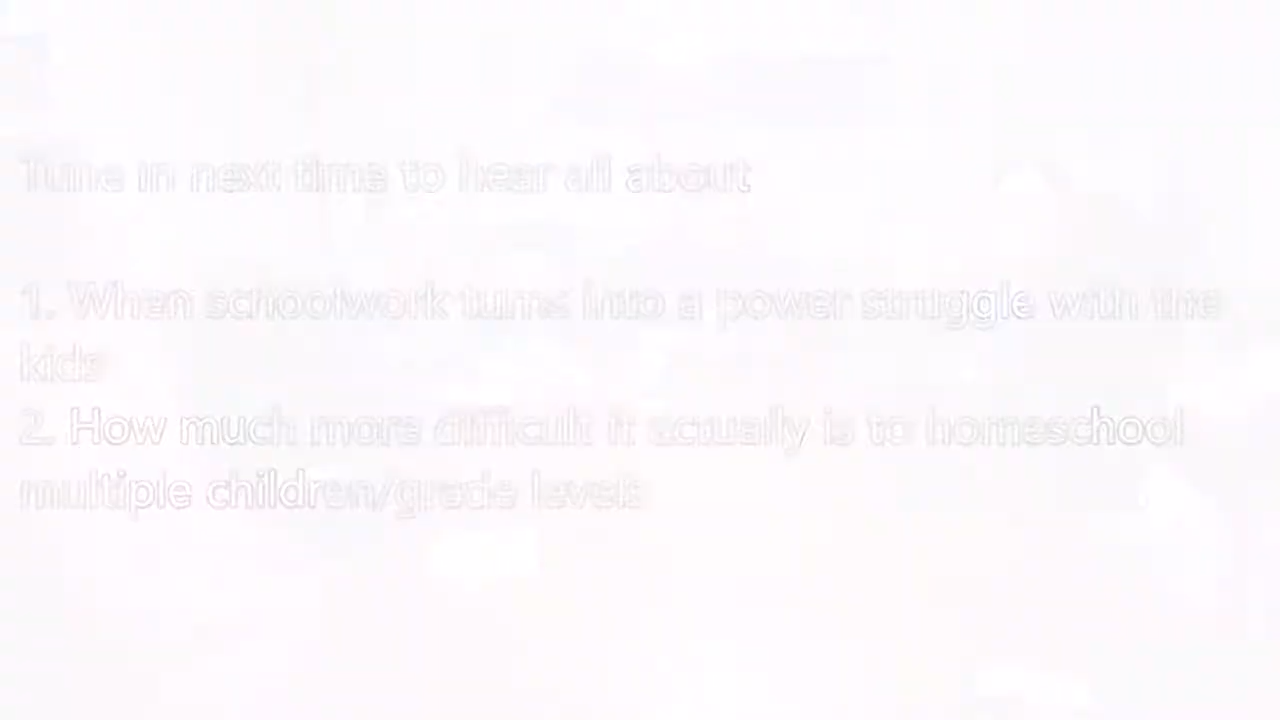 Tune in next time to hear all about
1. When schoolwork turns into a power struggle with the
kids
2. How much more difficult it actually is to homeschool
multiple children/grade levels